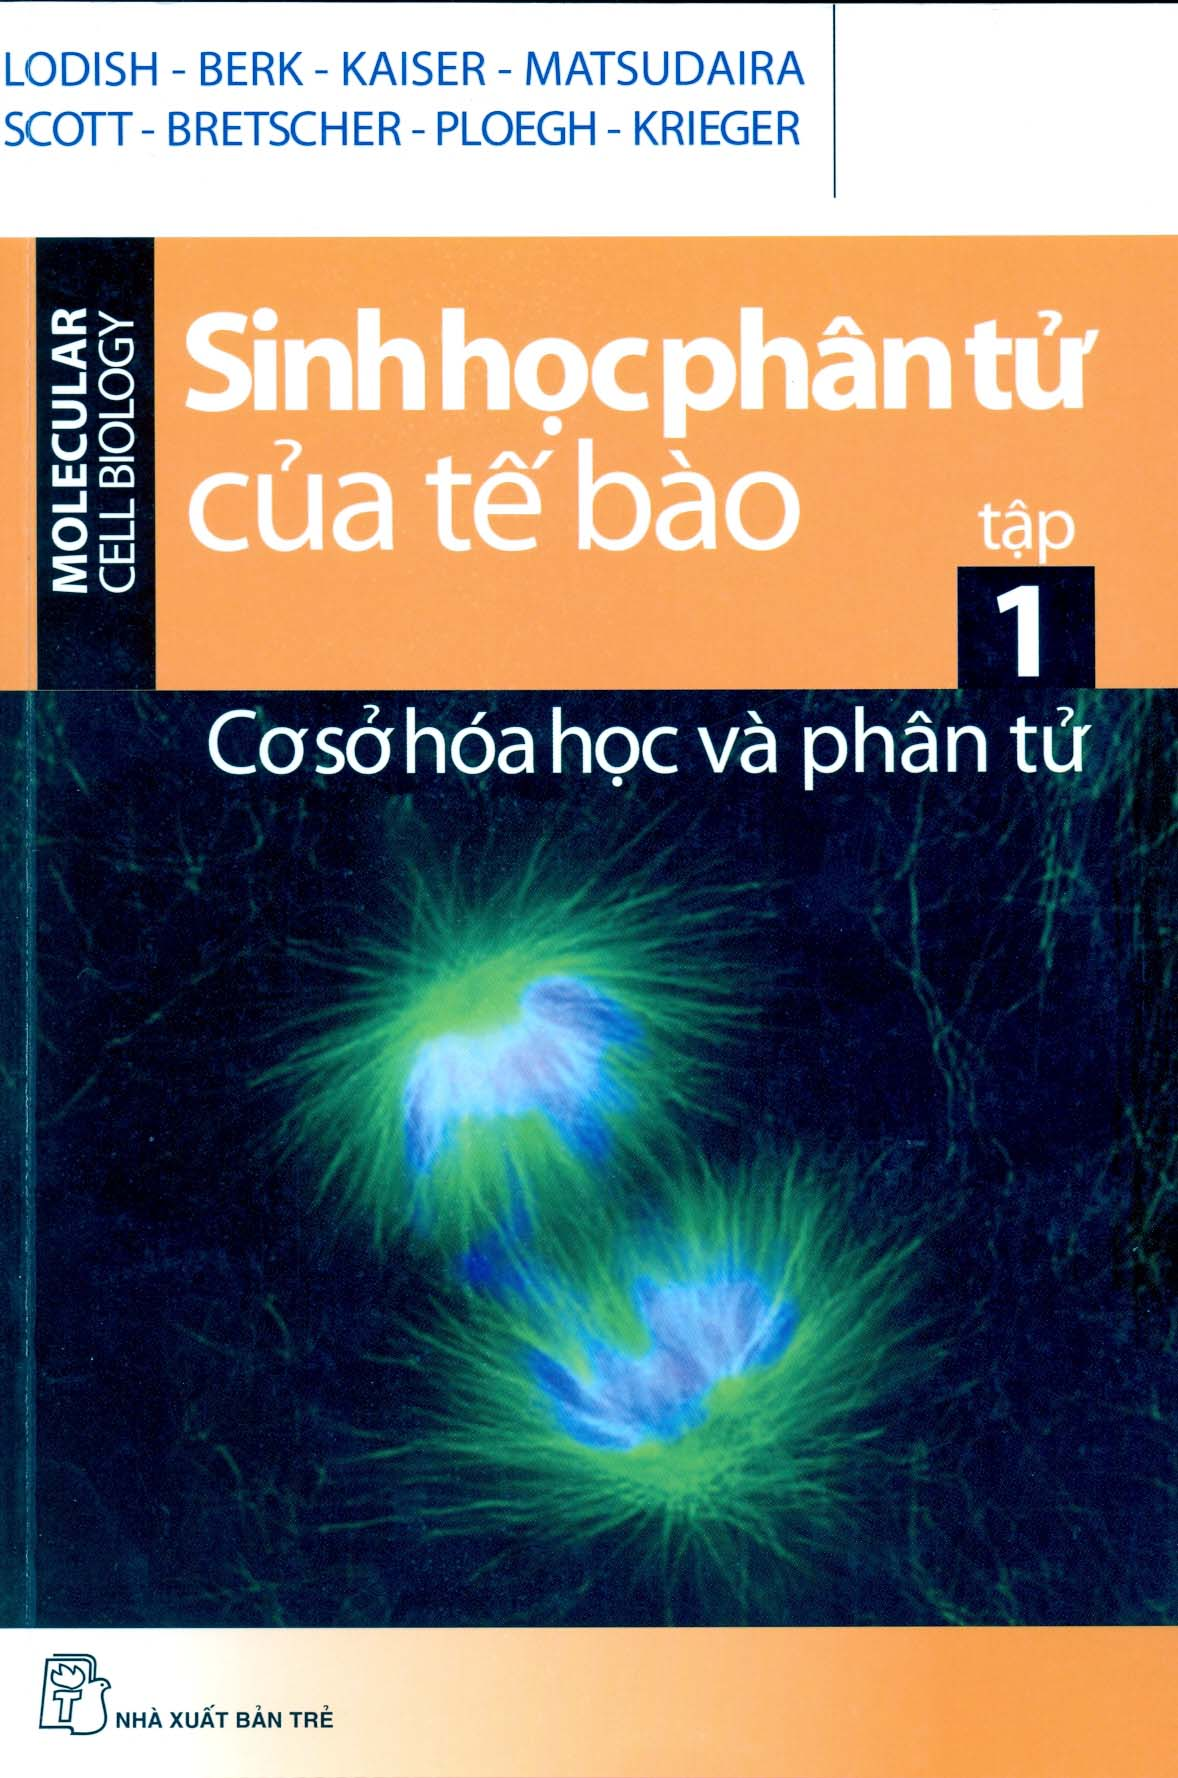 LODISH - BERK - KAISER - MATSUDAIRA
SCOTT - BRETSCHER - PLOEGH - KRIEGER
MOLECULAR
CELL BIOLOGY
Sinh học phân tử
của tế bào
tập
1
Cơ sở hóa học và phân tử
T
NHÀ XUẤT BẢN TRẺ